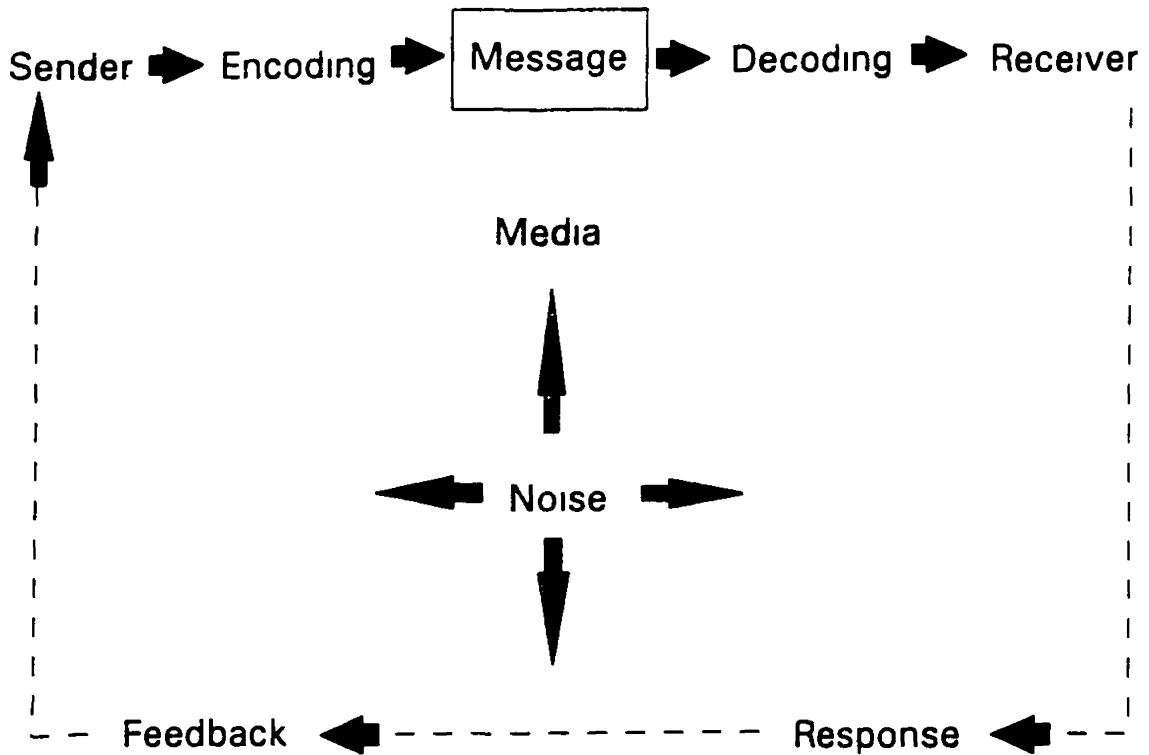 Sender Encoding Message Decoding Receiver
Media
Noise
Feedback Response